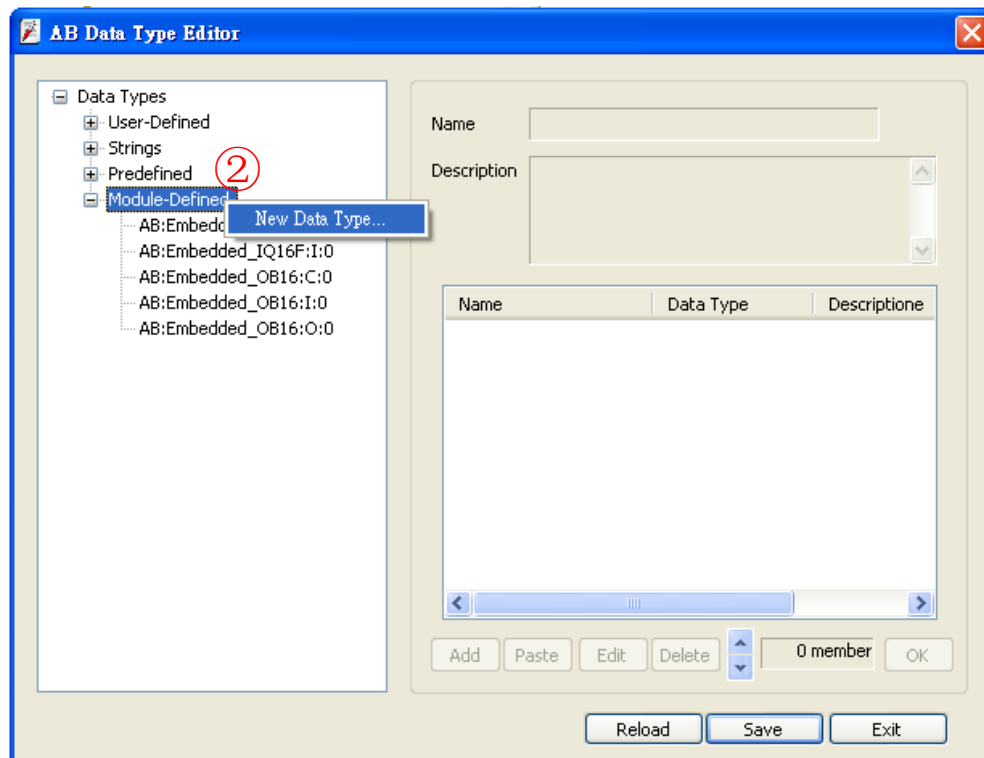 AB Data Type Editor
Data Types
User-Defined
Strings
Predefined
②
Module-Defined
New Data Type...
AB:Embedd
AB:Embedded_IQ16F:I:0
AB:Embedded_OB16:C:0
AB:Embedded_OB16:I:0
AB:Embedded_OB16:O:0
Name
Description
Name Data Type Descriptione
Add Paste Edit Delete 0 member OK
Reload Save Exit